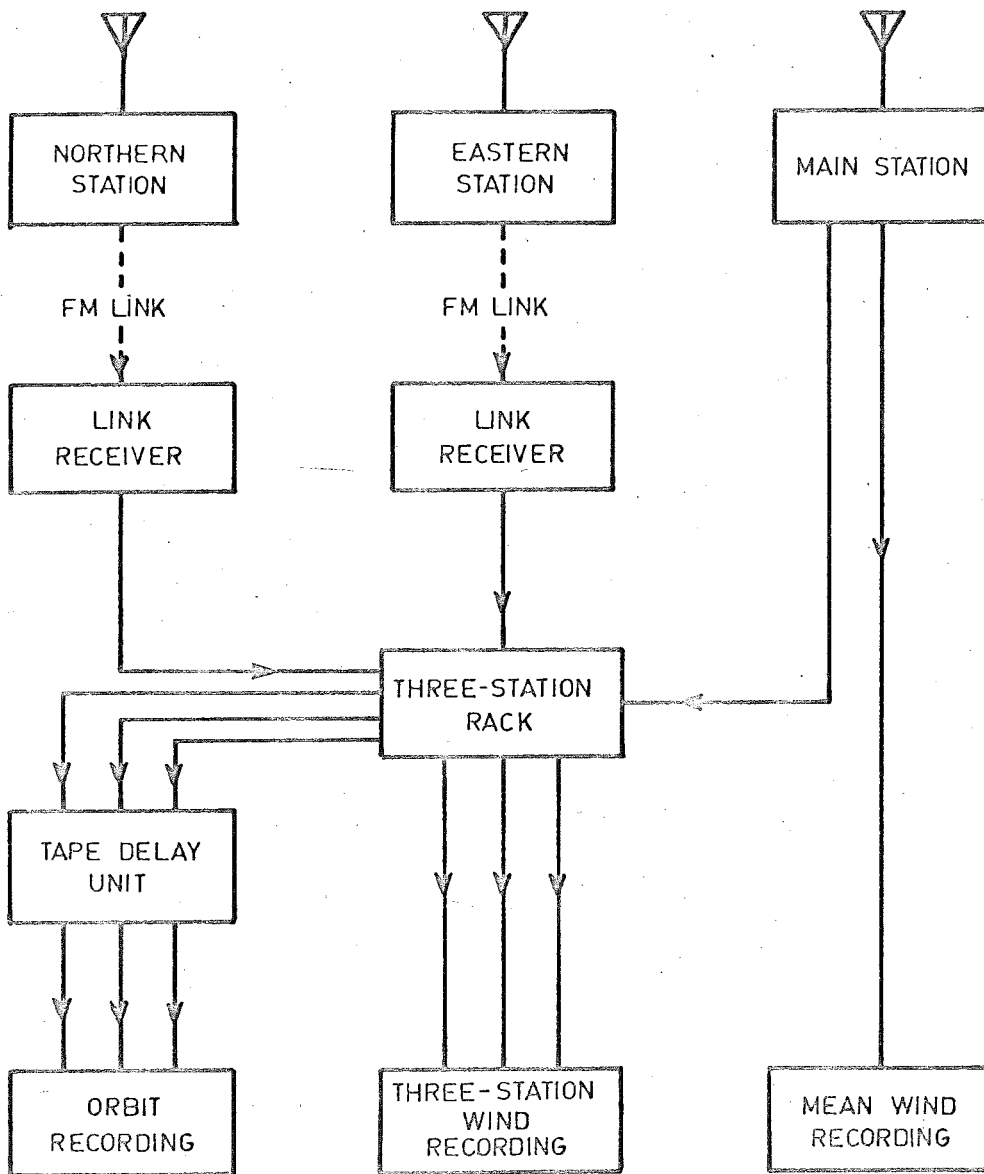 NORTHERN
STATION
EASTERN
STATION
MAIN STATION
FM LINK
FM LINK
LINK
RECEIVER
LINK
RECEIVER
THREE-STATION
RACK
TAPE DELAY
UNIT
ORBIT
RECORDING
THREE-STATION
WIND
RECORDING
MEAN WIND
RECORDING